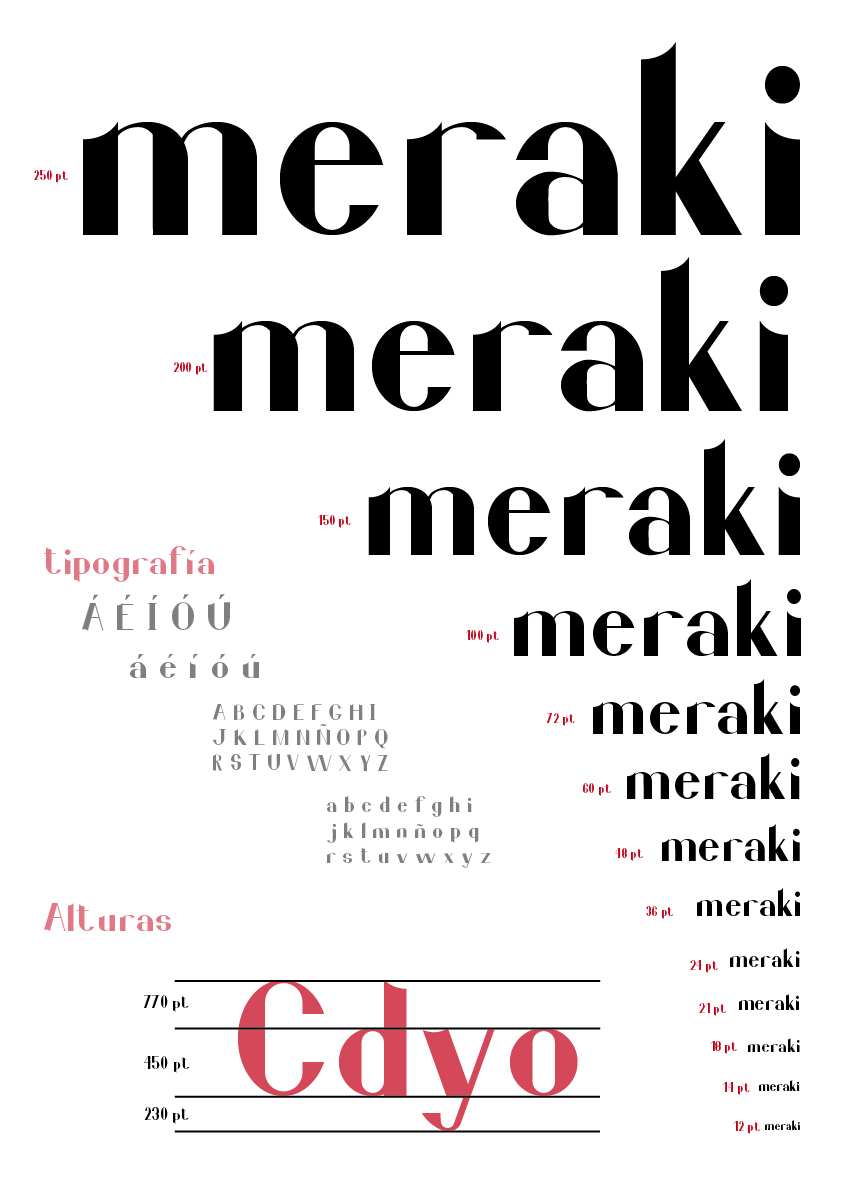 250 pt meraki
200 pt meraki
150 pt meraki
tipografía
Á É Í Ó Ú
100 pt meraki
á é í ó ú
72 pt meraki
A B C D E F G H I
J K L M N Ñ O P Q
R S T U V W X Y Z
60 pt meraki
a b c d e f g h i
j k l m n ñ o p q
r s t u v w x y z
48 pt meraki
36 pt meraki
Alturas
24 pt meraki
21 pt meraki
18 pt meraki
14 pt meraki
12 pt meraki
770 pt
450 pt
230 pt
Cdyo